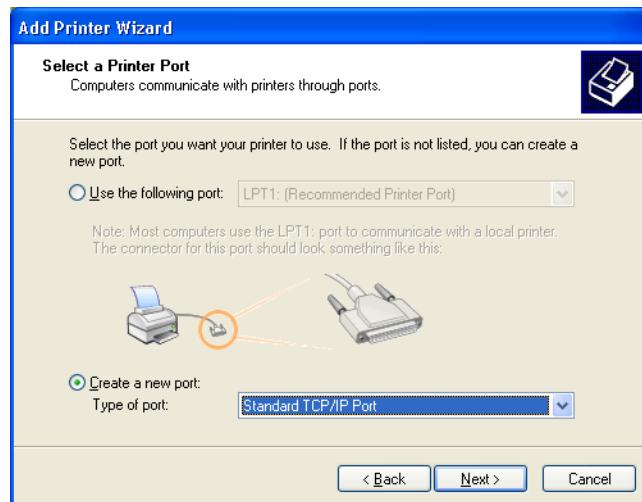 Add Printer Wizard
Select a Printer Port
Computers communicate with printers through ports.
Select the port you want your printer to use.  If the port is not listed, you can create a
new port.
Use the following port: LPT1: (Recommended Printer Port)
Note: Most computers use the LPT1: port to communicate with a local printer.
The connector for this port should look something like this:
Create a new port:
Type of port: Standard TCP/IP Port
< Back Next > Cancel